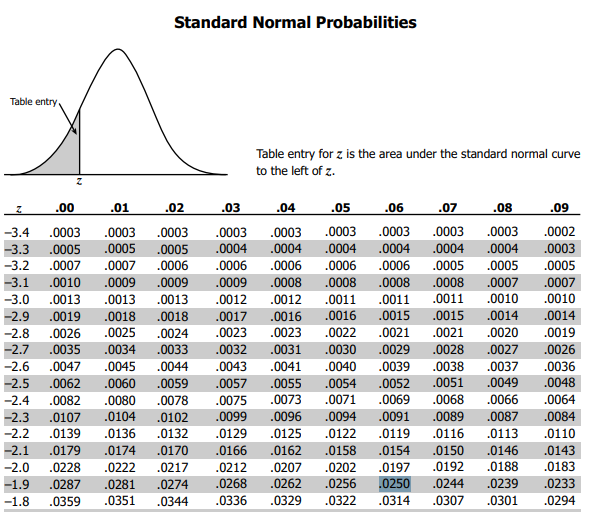 Standard Normal Probabilities
Table entry
z
Table entry for z is the area under the standard normal curve
to the left of z.
z .00 .01 .02 .03 .04 .05 .06 .07 .08 .09
–3.4 .0003 .0003 .0003 .0003 .0003 .0003 .0003 .0003 .0003 .0002
–3.3 .0005 .0005 .0005 .0004 .0004 .0004 .0004 .0004 .0004 .0003
–3.2 .0007 .0007 .0006 .0006 .0006 .0006 .0006 .0005 .0005 .0005
–3.1 .0010 .0009 .0009 .0009 .0008 .0008 .0008 .0008 .0007 .0007
–3.0 .0013 .0013 .0013 .0012 .0012 .0011 .0011 .0011 .0010 .0010
–2.9 .0019 .0018 .0018 .0017 .0016 .0016 .0015 .0015 .0014 .0014
–2.8 .0026 .0025 .0024 .0023 .0023 .0022 .0021 .0021 .0020 .0019
–2.7 .0035 .0034 .0033 .0032 .0031 .0030 .0029 .0028 .0027 .0026
–2.6 .0047 .0045 .0044 .0043 .0041 .0040 .0039 .0038 .0037 .0036
–2.5 .0062 .0060 .0059 .0057 .0055 .0054 .0052 .0051 .0049 .0048
–2.4 .0082 .0080 .0078 .0075 .0073 .0071 .0069 .0068 .0066 .0064
–2.3 .0107 .0104 .0102 .0099 .0096 .0094 .0091 .0089 .0087 .0084
–2.2 .0139 .0136 .0132 .0129 .0125 .0122 .0119 .0116 .0113 .0110
–2.1 .0179 .0174 .0170 .0166 .0162 .0158 .0154 .0150 .0146 .0143
–2.0 .0228 .0222 .0217 .0212 .0207 .0202 .0197 .0192 .0188 .0183
–1.9 .0287 .0281 .0274 .0268 .0262 .0256 .0250 .0244 .0239 .0233
–1.8 .0359 .0351 .0344 .0336 .0329 .0322 .0314 .0307 .0301 .0294